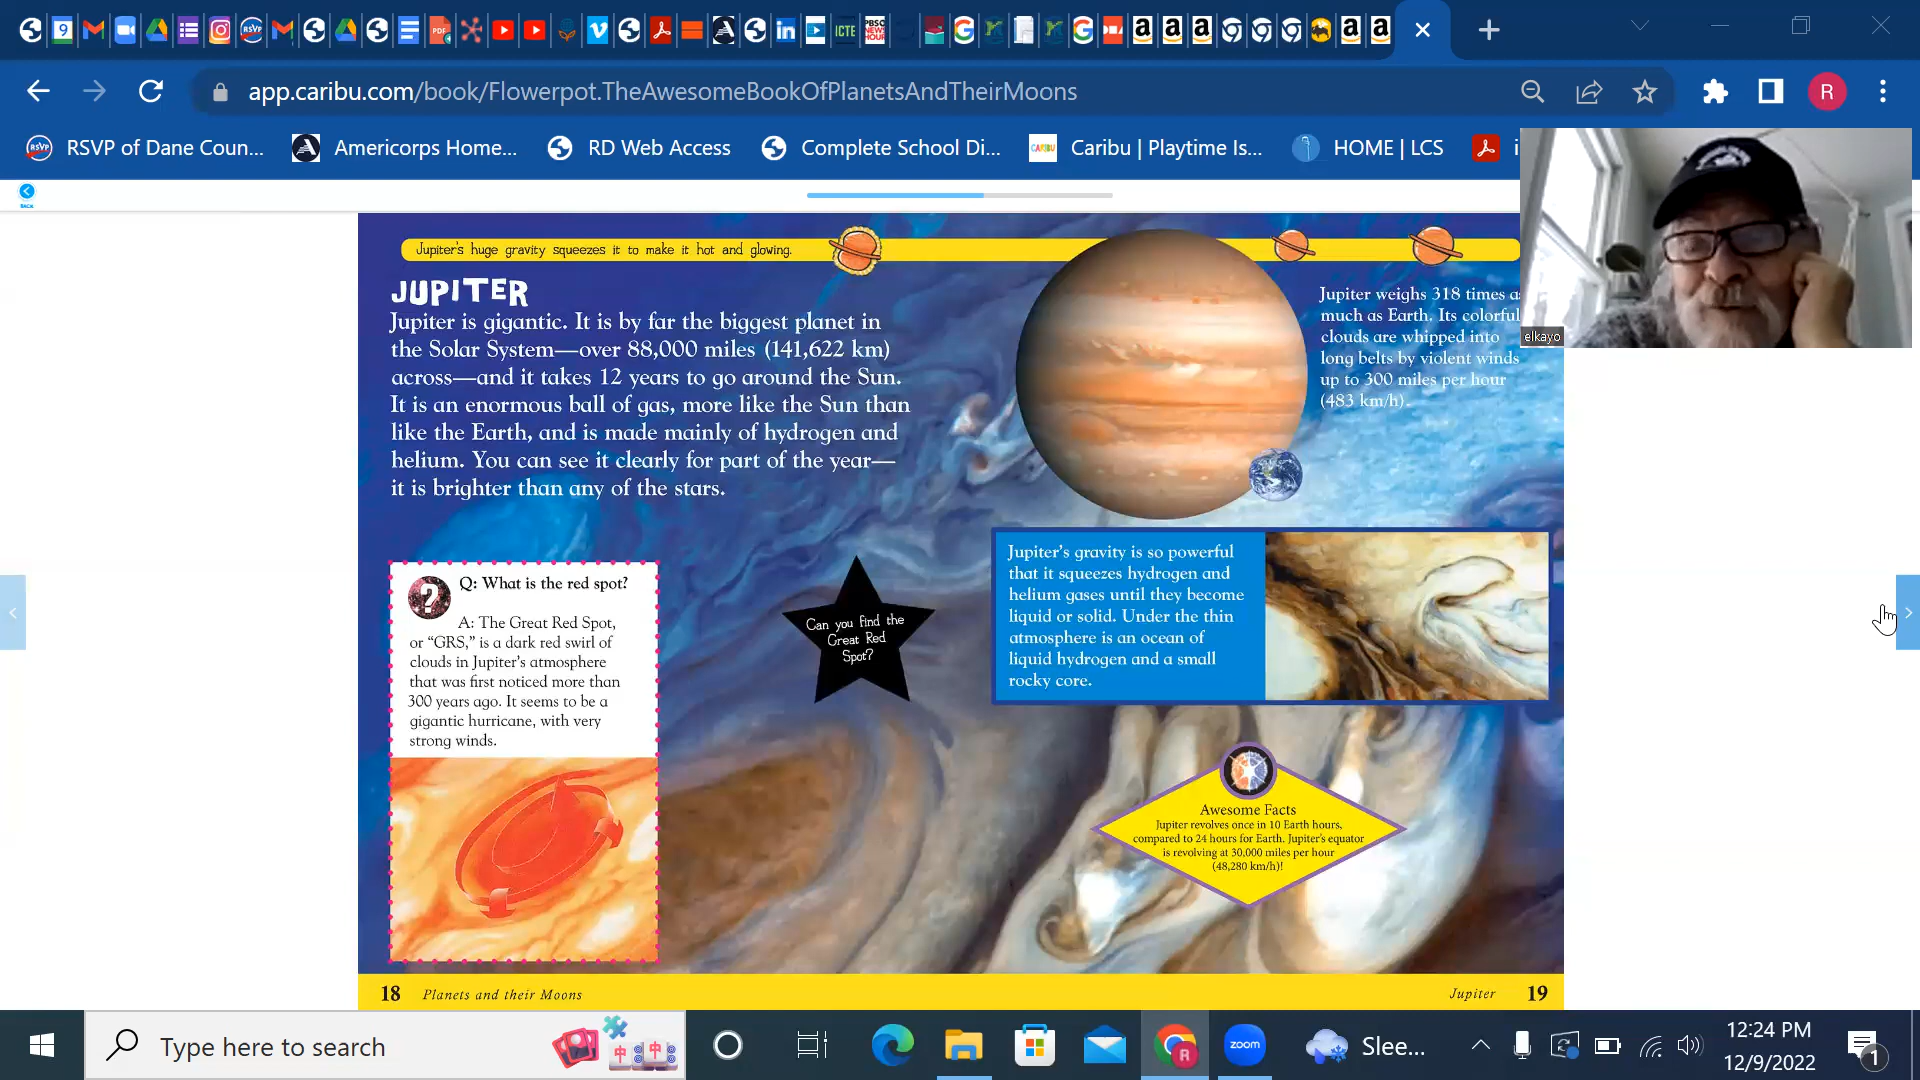 app.caribu.com/book/Flowerpot.TheAwesomeBookOfPlanetsAndTheirMoons
R
RSVP of Dane Coun...
Americorps Home...
RD Web Access
Complete School Di...
Caribu | Playtime Is...
HOME | LCS
BACK
elkayo
Jupiter's huge gravity squeezes it to make it hot and glowing.
JUPITER
Jupiter is gigantic. It is by far the biggest planet in
the Solar System—over 88,000 miles (141,622 km)
across—and it takes 12 years to go around the Sun.
It is an enormous ball of gas, more like the Sun than
like the Earth, and is made mainly of hydrogen and
helium. You can see it clearly for part of the year—
it is brighter than any of the stars.
Q: What is the red spot?
A: The Great Red Spot,
or “GRS,” is a dark red swirl of
clouds in Jupiter's atmosphere
that was first noticed more than
300 years ago. It seems to be a
gigantic hurricane, with very
strong winds.
Can you find the
Great Red
Spot?
Jupiter weighs 318 times
much as Earth. Its colorful
clouds are whipped into
long belts by violent winds
up to 300 miles per hour
(483 km/h).
Jupiter's gravity is so powerful
that it squeezes hydrogen and
helium gases until they become
liquid or solid. Under the thin
atmosphere is an ocean of
liquid hydrogen and a small
rocky core.
Awesome Facts
Jupiter revolves once in 10 Earth hours,
compared to 24 hours for Earth. Jupiter's equator
is revolving at 30,000 miles per hour
(48,280 km/h)!
18 Planets and their Moons
Jupiter 19
Type here to search
zoom
Slee...
12:24 PM
12/9/2022
1